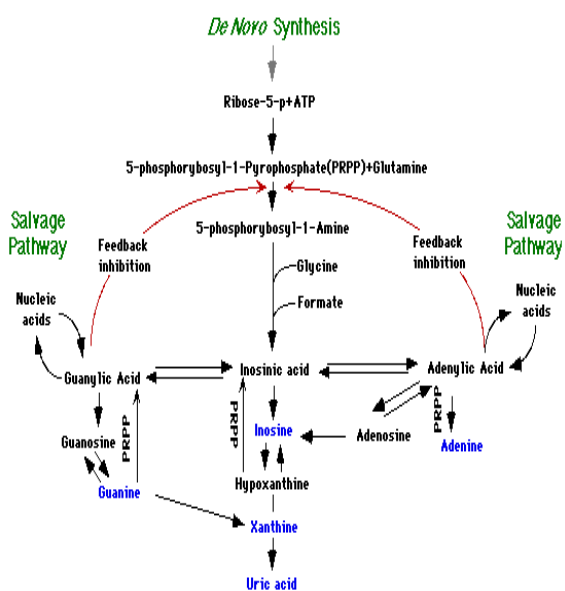 De Novo Synthesis
Ribose-5-p+ATP
5-phosphorybosyl-1-Pyrophosphate(PRPP)+Glutamine
Salvage
Pathway
Feedback
inhibition
5-phosphorybosyl-1-Amine
Feedback
inhibition
Salvage
Pathway
Glycine
Formate
Nucleic
acids
Nucleic
acids
Guanylic Acid
Inosinic acid
Adenylic Acid
PRPP
PRPP
PRPP
Guanosine
Inosine
Adenosine
Adenine
Guanine
Hypoxanthine
Xanthine
Uric acid